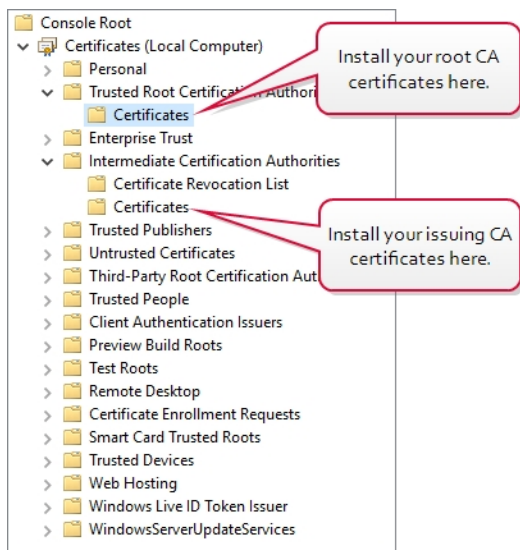 Console Root
Certificates (Local Computer)
Personal
Trusted Root Certification Authori
Certificates
Enterprise Trust
Intermediate Certification Authorities
Certificate Revocation List
Certificates
Trusted Publishers
Untrusted Certificates
Third-Party Root Certification Aut
Trusted People
Client Authentication Issuers
Preview Build Roots
Test Roots
Remote Desktop
Certificate Enrollment Requests
Smart Card Trusted Roots
Trusted Devices
Web Hosting
Windows Live ID Token Issuer
WindowsServerUpdateServices
Install your root CA
certificates here.
Install your issuing CA
certificates here.